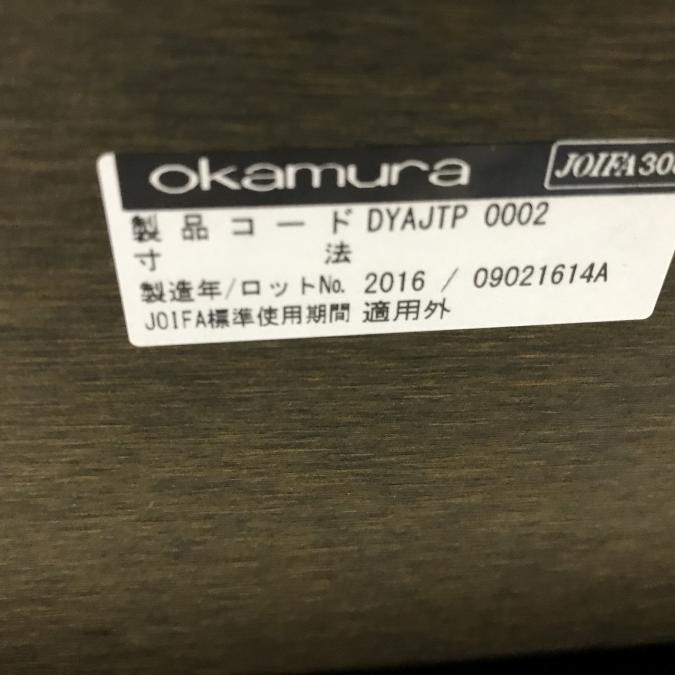 okamura
JOIFA303
製品コード DYAJTP 0002
寸法
製造年/ロットNo. 2016 / 09021614A
JOIFA標準使用期間 適用外